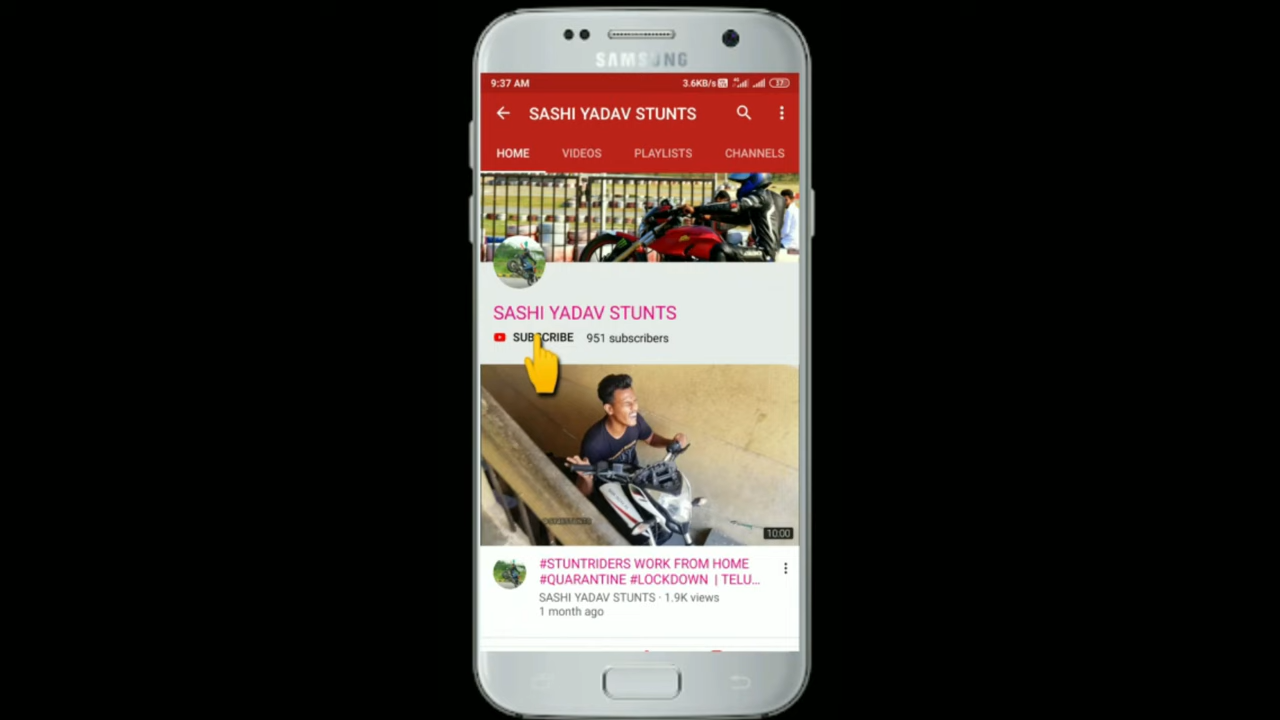 SAMSUNG
9:37 AM
3.6KB/s
SASHI YADAV STUNTS
HOME
VIDEOS
PLAYLISTS
CHANNELS
SASHI YADAV STUNTS
SUBSCRIBE
951 subscribers
10:00
#STUNTRIDERS WORK FROM HOME
#QUARANTINE #LOCKDOWN | TELU...
SASHI YADAV STUNTS · 1.9K views
1 month ago